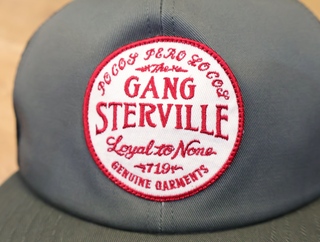 POCOS PERO LOCOS
The
GANG
STERVILLE
Loyal to None
719
GENUINE GARMENTS